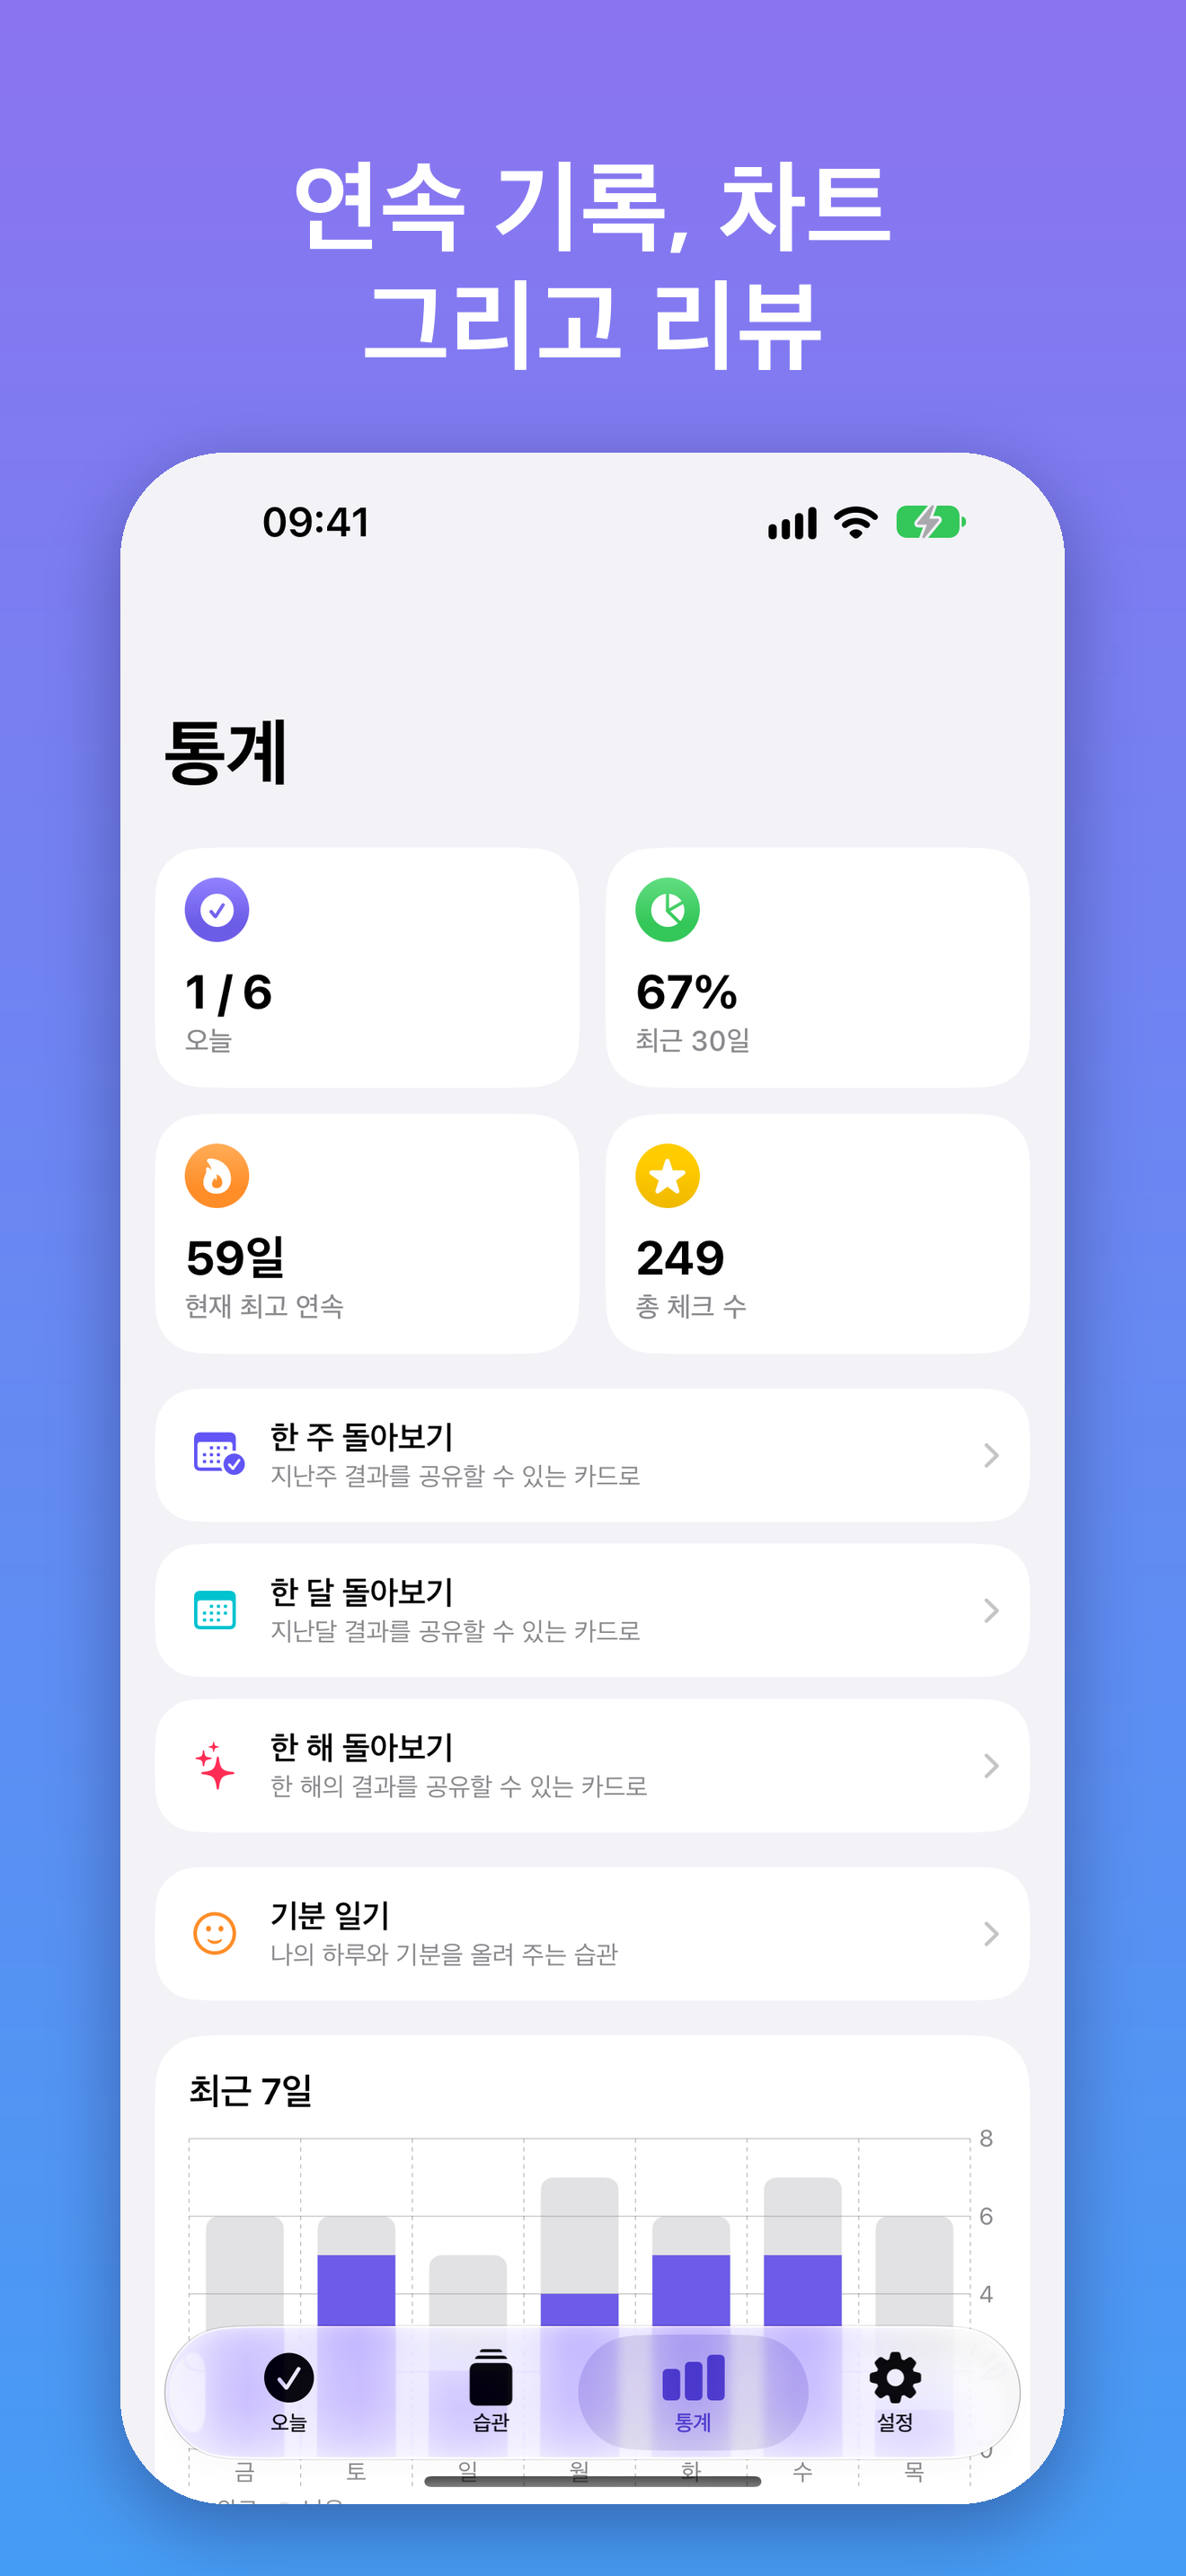 연속 기록, 차트
그리고 리뷰
09:41
통계
1 / 6
오늘
67%
최근 30일
59일
현재 최고 연속
249
총 체크 수
한 주 돌아보기
지난주 결과를 공유할 수 있는 카드로
한 달 돌아보기
지난달 결과를 공유할 수 있는 카드로
한 해 돌아보기
한 해의 결과를 공유할 수 있는 카드로
기분 일기
나의 하루와 기분을 올려 주는 습관
최근 7일
8
6
4
0
오늘 습관 통계 설정
금 토 일 월 화 수 목